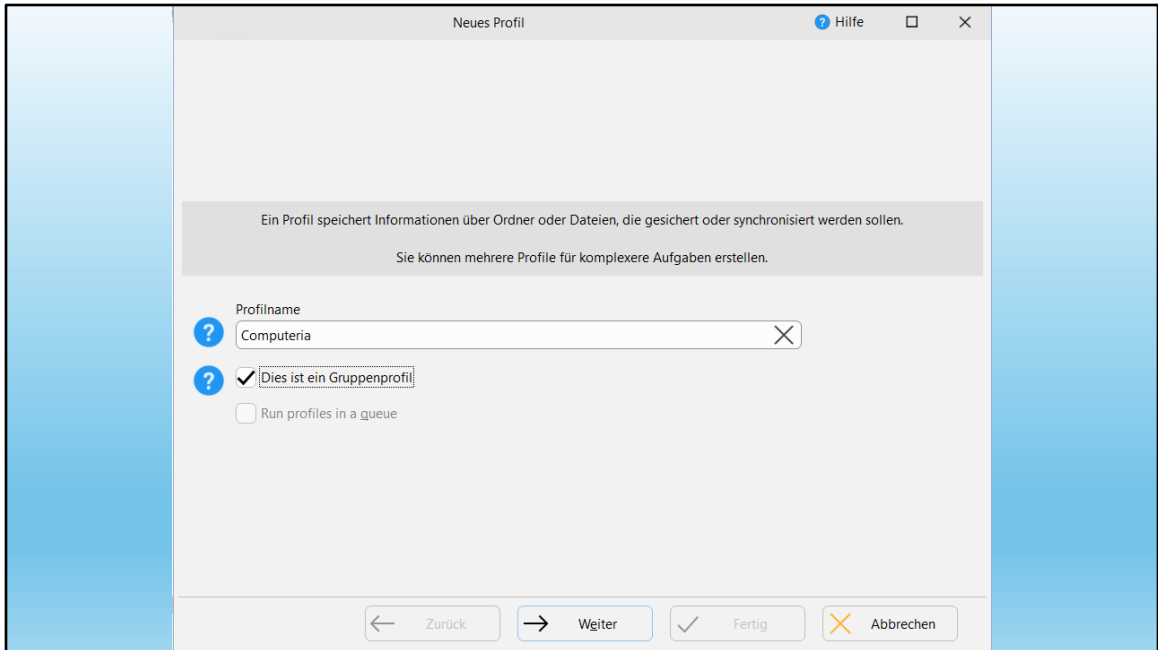 Neues Profil
Hilfe
Ein Profil speichert Informationen über Ordner oder Dateien, die gesichert oder synchronisiert werden sollen.
Sie können mehrere Profile für komplexere Aufgaben erstellen.
Profilname
Computeria
Dies ist ein Gruppenprofil
Run profiles in a queue
Zurück Weiter Fertig Abbrechen